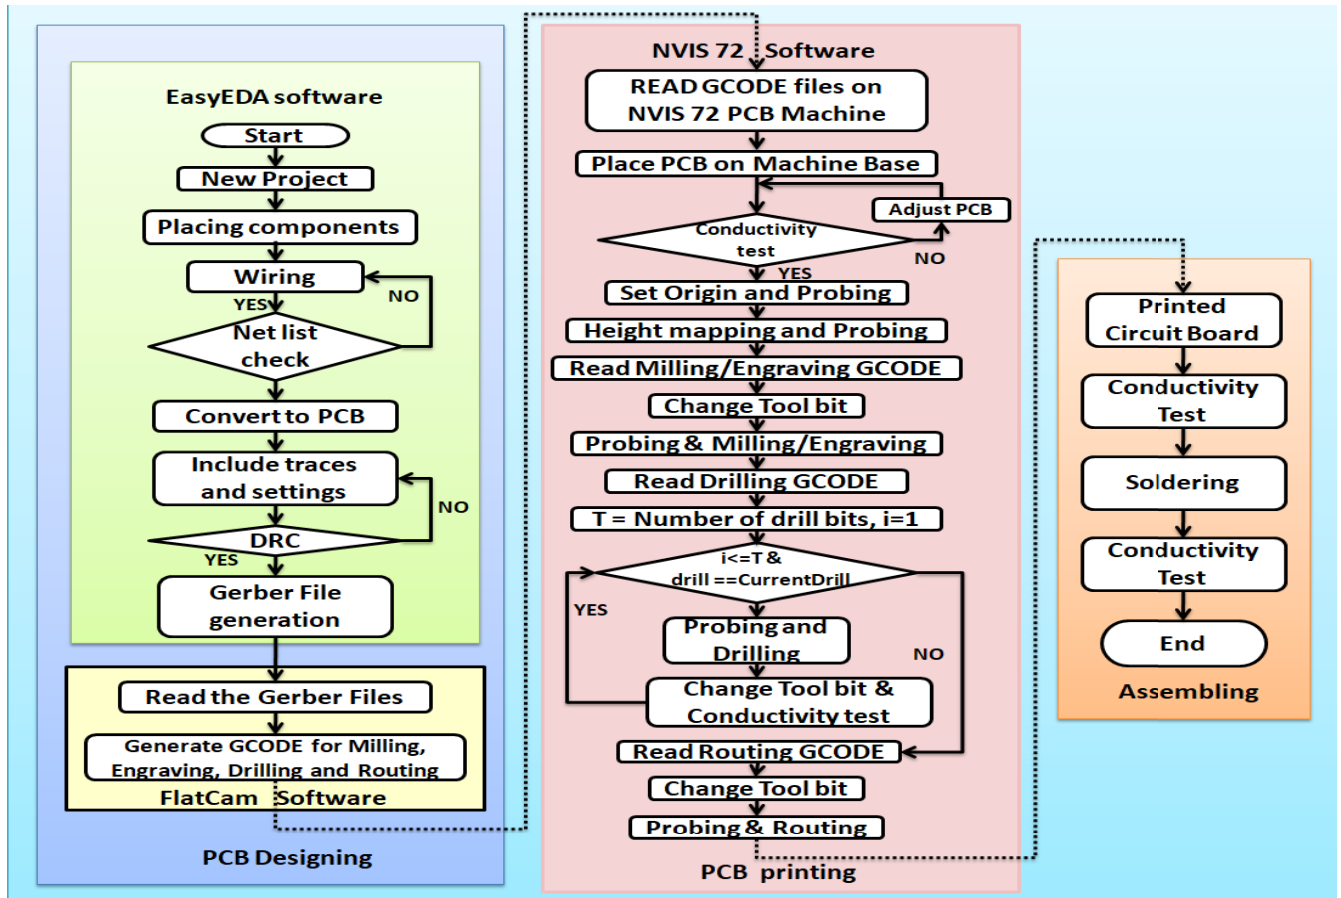 EasyEDA software
Start
New Project
Placing components
Wiring
NO
YES
Net list
check
Convert to PCB
Include traces
and settings
NO
DRC
YES
Gerber File
generation
Read the Gerber Files
Generate GCODE for Milling,
Engraving, Drilling and Routing
FlatCam Software
PCB Designing
NVIS 72 Software
READ GCODE files on
NVIS 72 PCB Machine
Place PCB on Machine Base
Adjust PCB
Conductivity
test
NO
YES
Set Origin and Probing
Height mapping and Probing
Read Milling/Engraving GCODE
Change Tool bit
Probing & Milling/Engraving
Read Drilling GCODE
T = Number of drill bits, i=1
i<=T &
drill ==CurrentDrill
YES
Probing and
Drilling
NO
Change Tool bit &
Conductivity test
Read Routing GCODE
Change Tool bit
Probing & Routing
PCB printing
Printed
Circuit Board
Conductivity
Test
Soldering
Conductivity
Test
End
Assembling